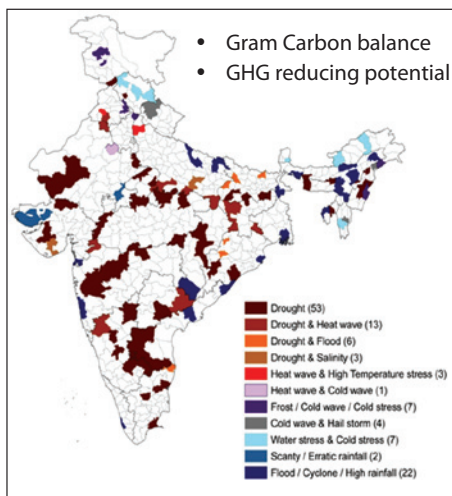 • Gram Carbon balance
• GHG reducing potential
Drought (53)
Drought & Heat wave (13)
Drought & Flood (6)
Drought & Salinity (3)
Heat wave & High Temperature stress (3)
Heat wave & Cold wave (1)
Frost / Cold wave / Cold stress (7)
Cold wave & Hail storm (4)
Water stress & Cold stress (7)
Scanty / Erratic rainfall (2)
Flood / Cyclone / High rainfall (22)